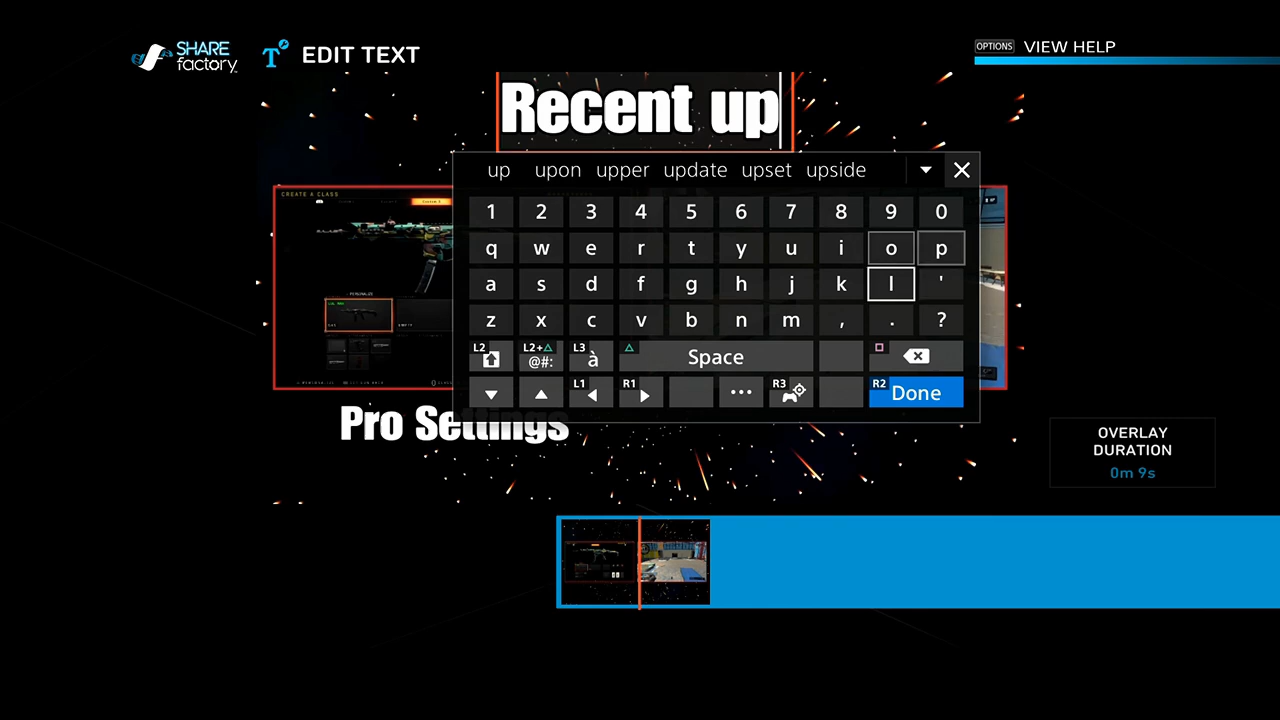 SHARE
factory
EDIT TEXT
OPTIONS VIEW HELP
Recent up
up upon upper update upset upside
CREATE A CLASS
1 2 3 4 5 6 7 8 9 0
q w e r t y u i o p
a s d f g h j k l '
z x c v b n m , . ?
L2 L2+△ @#: L3 à △ Space □
L1 R1 ... R3 R2 Done
Pro Settings
OVERLAY
DURATION
0m 9s